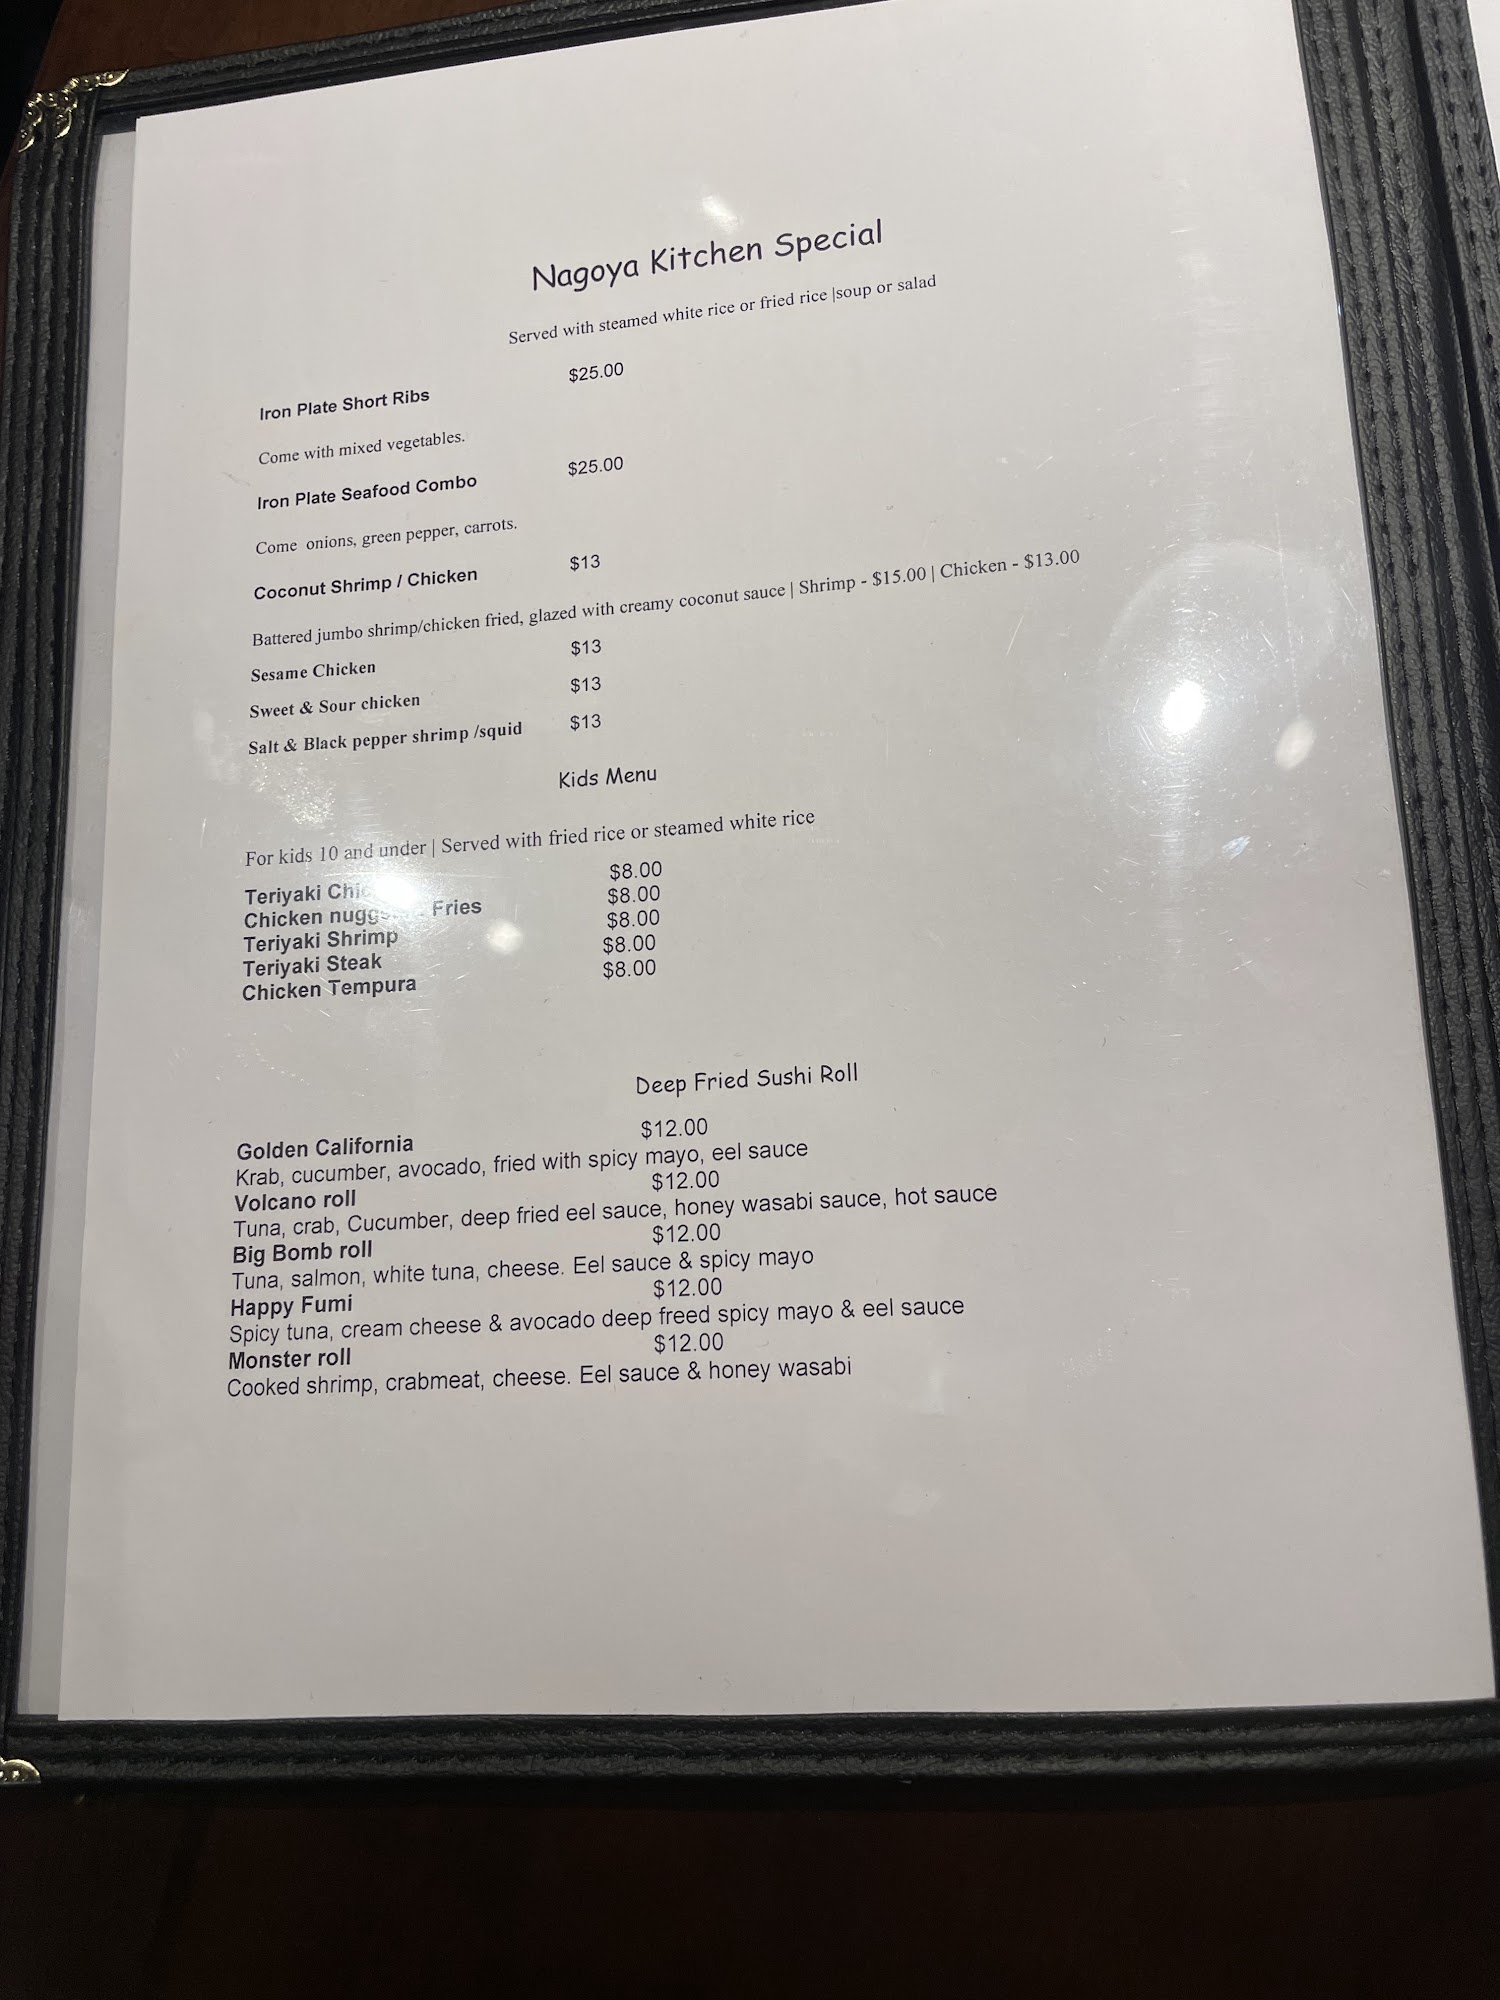 Nagoya Kitchen Special
Served with steamed white rice or fried rice |soup or salad
Iron Plate Short Ribs $25.00
Come with mixed vegetables.
Iron Plate Seafood Combo $25.00
Come onions, green pepper, carrots.
Coconut Shrimp / Chicken $13
Battered jumbo shrimp/chicken fried, glazed with creamy coconut sauce | Shrimp - $15.00 | Chicken - $13.00
Sesame Chicken $13
Sweet & Sour chicken $13
Salt & Black pepper shrimp /squid $13
Kids Menu
For kids 10 and under | Served with fried rice or steamed white rice
Teriyaki $8.00
Chicken Fries $8.00
Teriyaki Shrimp $8.00
Teriyaki Steak $8.00
Chicken Tempura $8.00
Deep Fried Sushi Roll
Golden California $12.00
Krab, cucumber, avocado, fried with spicy mayo, eel sauce
Volcano roll $12.00
Tuna, crab, Cucumber, deep fried eel sauce, honey wasabi sauce, hot sauce
Big Bomb roll $12.00
Tuna, salmon, white tuna, cheese. Eel sauce & spicy mayo
Happy Fumi $12.00
Spicy tuna, cream cheese & avocado deep freed spicy mayo & eel sauce
Monster roll $12.00
Cooked shrimp, crabmeat, cheese. Eel sauce & honey wasabi